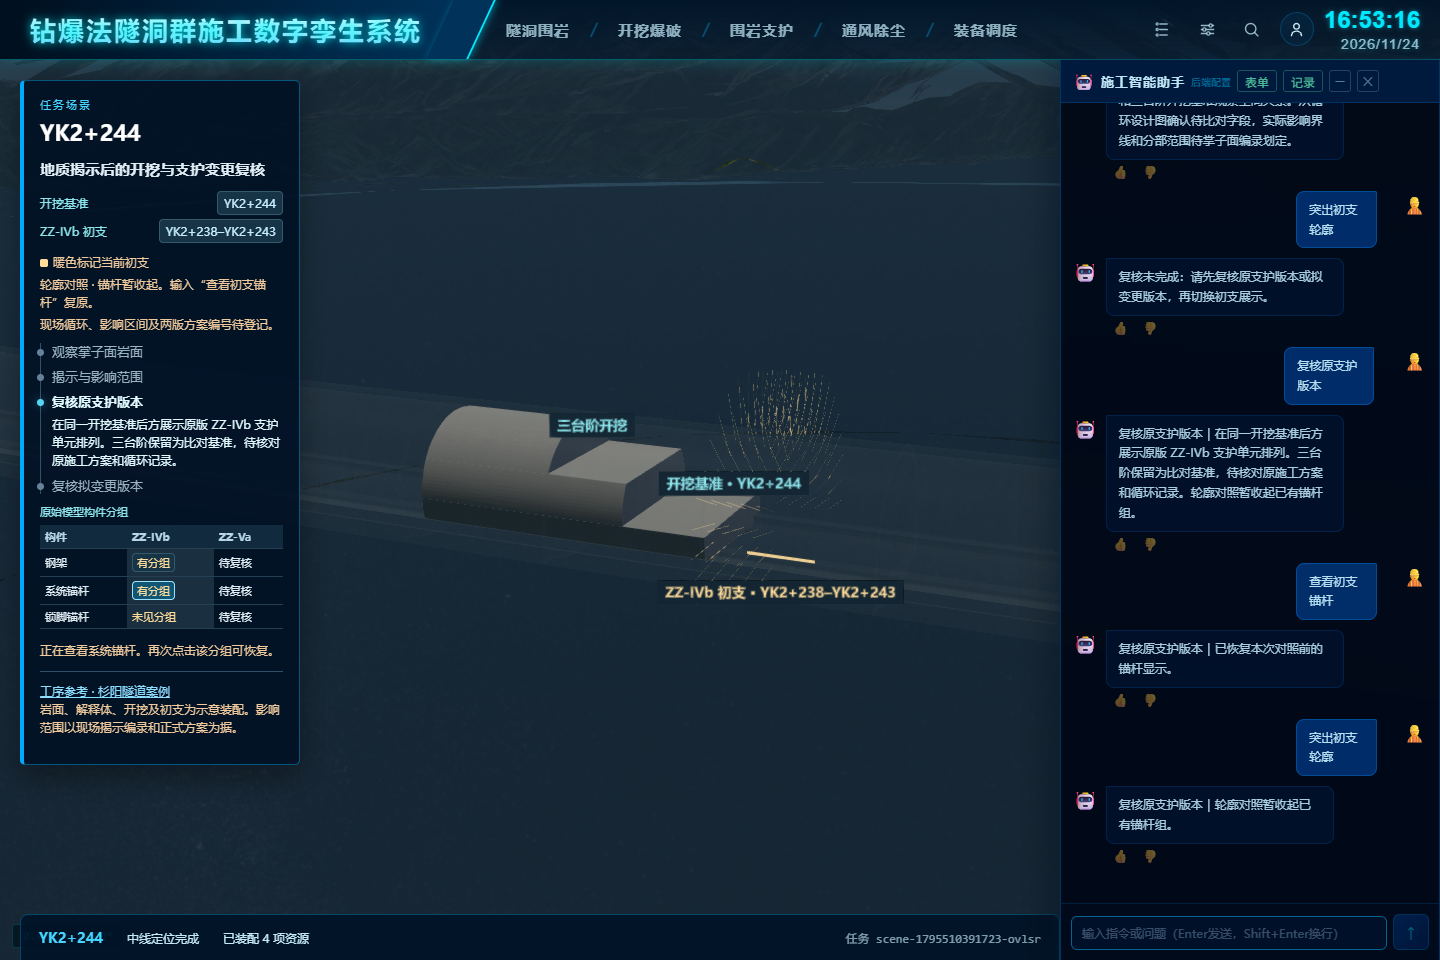 钻爆法隧洞群施工数字孪生系统
隧洞围岩 / 开挖爆破 / 围岩支护 / 通风除尘 / 装备调度
16:53:16
2026/11/24
任务场景
YK2+244
地质揭示后的开挖与支护变更复核
开挖基准 YK2+244
ZZ-IVb 初支 YK2+238–YK2+243
暖色标记当前初支
轮廓对照 · 锚杆暂收起。输入“查看初支锚
杆”复原。
现场循环、影响区间及两版方案编号待登记。
观察掌子面岩面
揭示与影响范围
复核原支护版本
在同一开挖基准后方展示原版 ZZ-IVb 支护
单元排列。三台阶保留为比对基准，待核对
原施工方案和循环记录。
复核拟变更版本
原始模型构件分组
构件 ZZ-IVb ZZ-Va
钢架 有分组 待复核
系统锚杆 有分组 待复核
锁脚锚杆 未见分组 待复核
正在查看系统锚杆。再次点击该分组可恢复。
工序参考 · 杉阳隧道案例
岩面、解释体、开挖及初支为示意装配。影响
范围以现场揭示编录和正式方案为据。
三台阶开挖
开挖基准 • YK2+244
ZZ-IVb 初支 • YK2+238–YK2+243
YK2+244 中线定位完成 已装配 4 项资源
任务 scene-1795510391723-ovlsr
施工智能助手 后端配置 表单 记录
环设计图确认待比对字段，实际影响界
线和分部范围待掌子面编录划定。
突出初支
轮廓
复核未完成：请先复核原支护版本或拟
变更版本，再切换初支展示。
复核原支护
版本
复核原支护版本 | 在同一开挖基准后方
展示原版 ZZ-IVb 支护单元排列。三台
阶保留为比对基准，待核对原施工方案
和循环记录。轮廓对照暂收起已有锚杆
组。
查看初支
锚杆
复核原支护版本 | 已恢复本次对照前的
锚杆显示。
突出初支
轮廓
复核原支护版本 | 轮廓对照暂收起已
有锚杆组。
输入指令或问题（Enter发送，Shift+Enter换行）